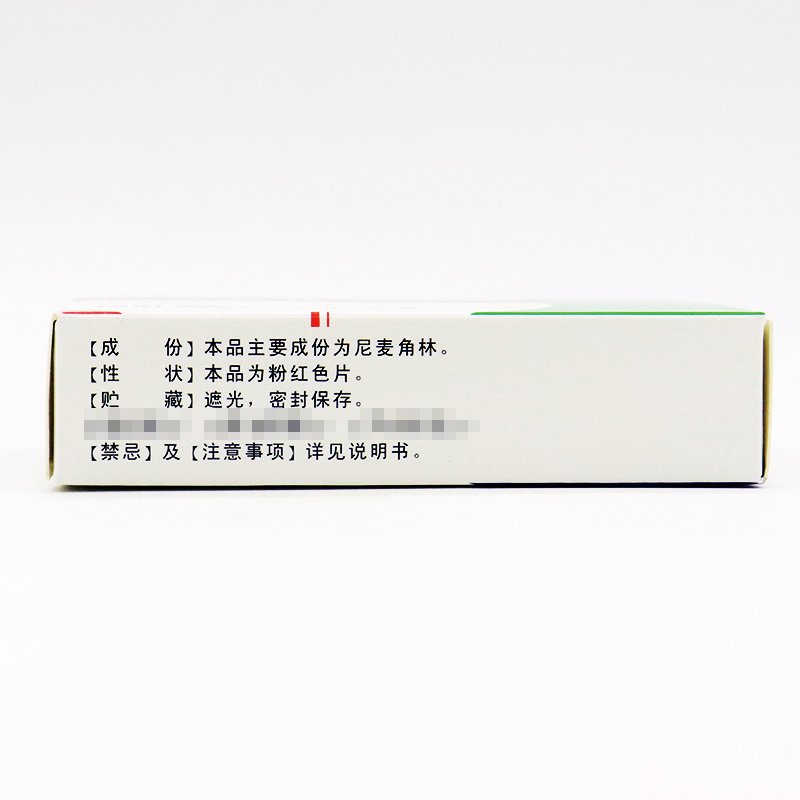 【成　　份】本品主要成份为尼麦角林。
【性　　状】本品为粉红色片。
【贮　　藏】遮光，密封保存。
【禁忌】及【注意事项】详见说明书。